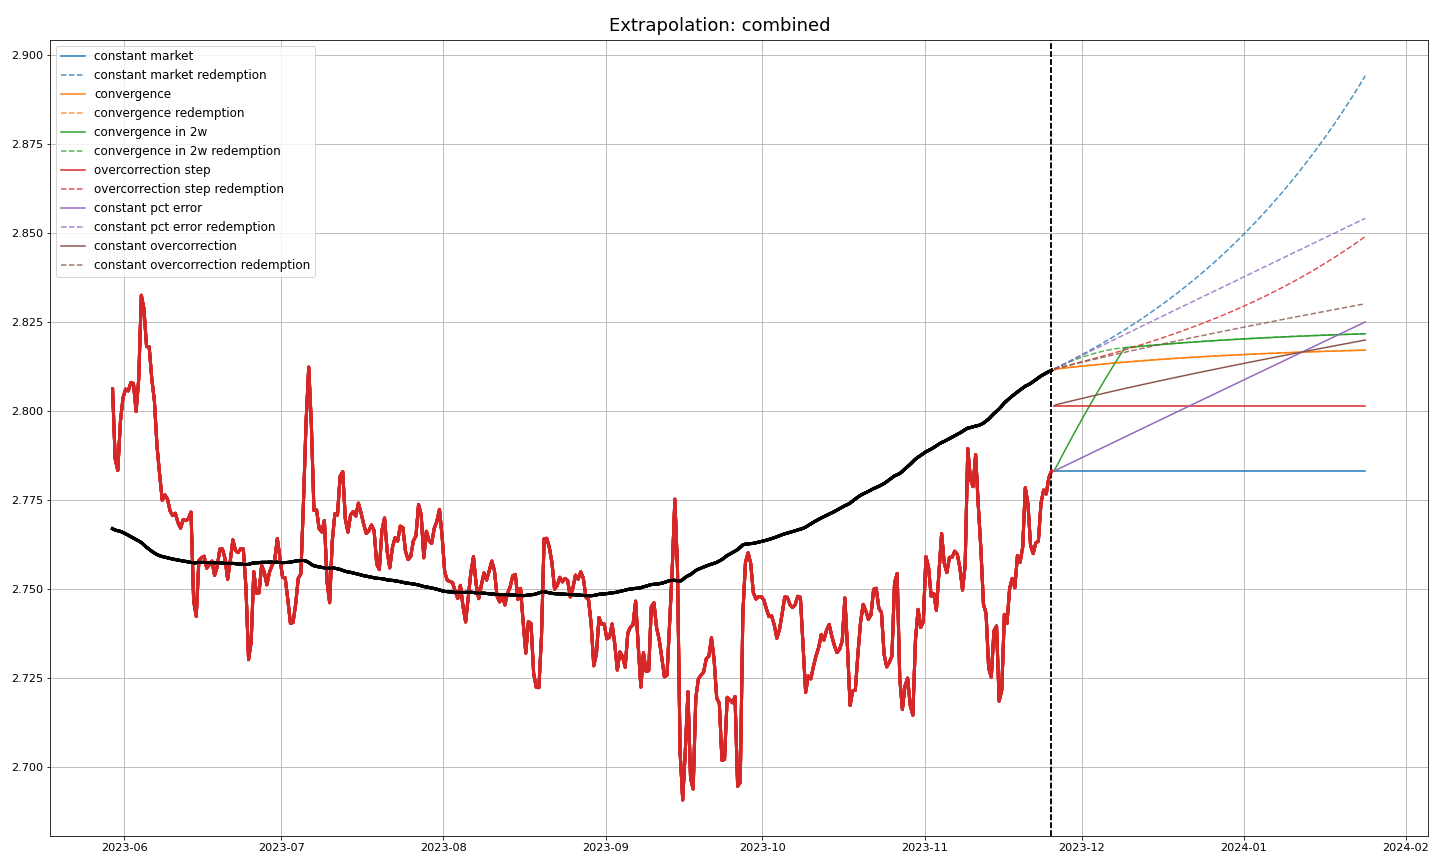 Extrapolation: combined
constant market
constant market redemption
convergence
convergence redemption
convergence in 2w
convergence in 2w redemption
overcorrection step
overcorrection step redemption
constant pct error
constant pct error redemption
constant overcorrection
constant overcorrection redemption
2.900
2.875
2.850
2.825
2.800
2.775
2.750
2.725
2.700
2023-06
2023-07
2023-08
2023-09
2023-10
2023-11
2023-12
2024-01
2024-02